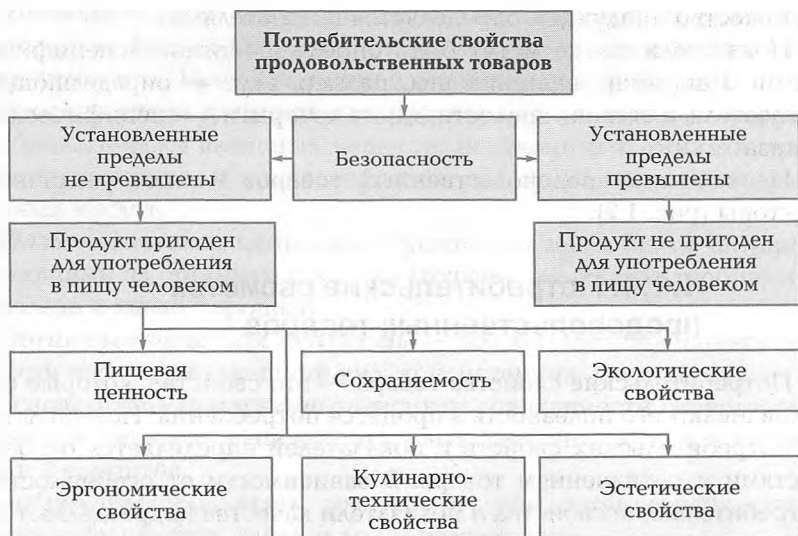 Потребительские свойства
продовольственных товаров
Установленные
пределы
не превышены
Безопасность
Установленные
пределы
превышены
Продукт пригоден
для употребления
в пищу человеком
Продукт не пригоден
для употребления
в пищу человеком
Пищевая
ценность
Сохраняемость
Экологические
свойства
Эргономические
свойства
Кулинарно-
технические
свойства
Эстетические
свойства